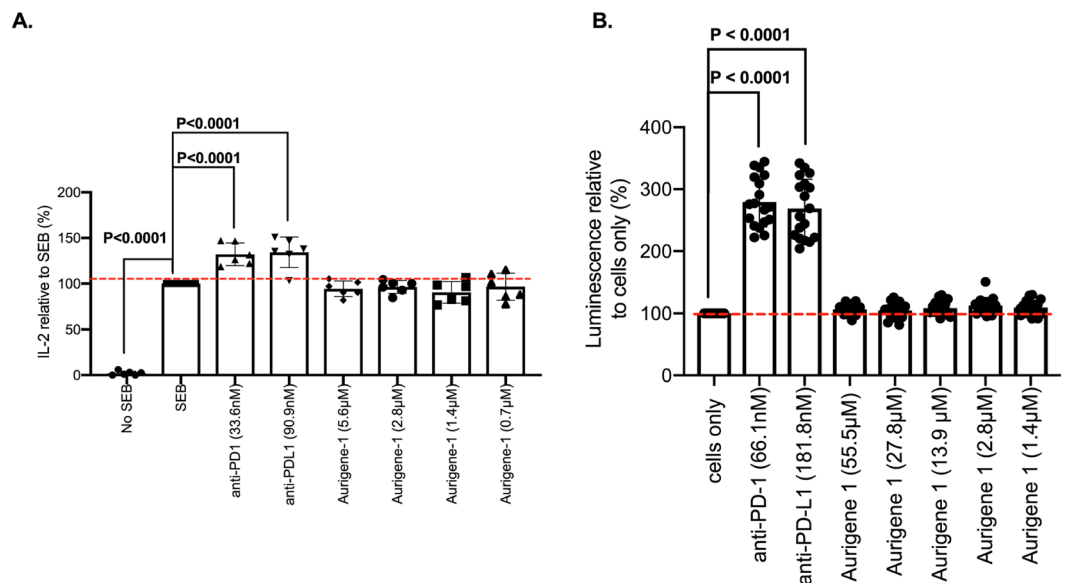 A.
P<0.0001
P<0.0001
P<0.0001
IL-2 relative to SEB (%)
200
150
100
50
0
No SEB
SEB
anti-PD1 (33.6nM)
anti-PDL1 (90.9nM)
Aurigene-1 (5.6µM)
Aurigene-1 (2.8µM)
Aurigene-1 (1.4µM)
Aurigene-1 (0.7µM)
B.
P < 0.0001
P < 0.0001
Luminescence relative
to cells only (%)
400
300
200
100
0
cells only
anti-PD-1 (66.1nM)
anti-PD-L1 (181.8nM)
Aurigene 1 (55.5µM)
Aurigene 1 (27.8µM)
Aurigene 1 (13.9 µM)
Aurigene 1 (2.8µM)
Aurigene 1 (1.4µM)